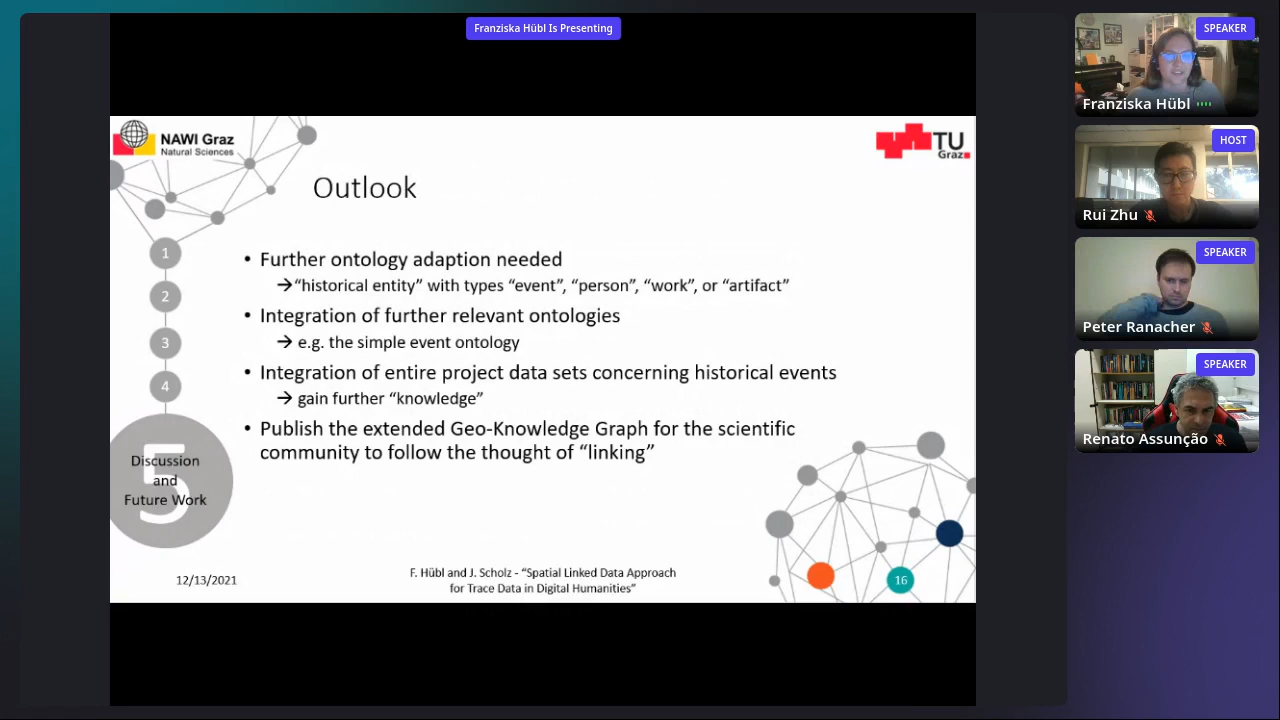 Franziska Hübl Is Presenting
NAWI Graz
Natural Sciences
TU
Graz
Outlook
1
2
3
4
5
Discussion
and
Future Work
• Further ontology adaption needed
→“historical entity” with types “event”, “person”, “work”, or “artifact”
• Integration of further relevant ontologies
→ e.g. the simple event ontology
• Integration of entire project data sets concerning historical events
→ gain further “knowledge”
• Publish the extended Geo-Knowledge Graph for the scientific
community to follow the thought of “linking”
12/13/2021
F. Hübl and J. Scholz - “Spatial Linked Data Approach
for Trace Data in Digital Humanities”
16
SPEAKER
Franziska Hübl
HOST
Rui Zhu
SPEAKER
Peter Ranacher
SPEAKER
Renato Assunção